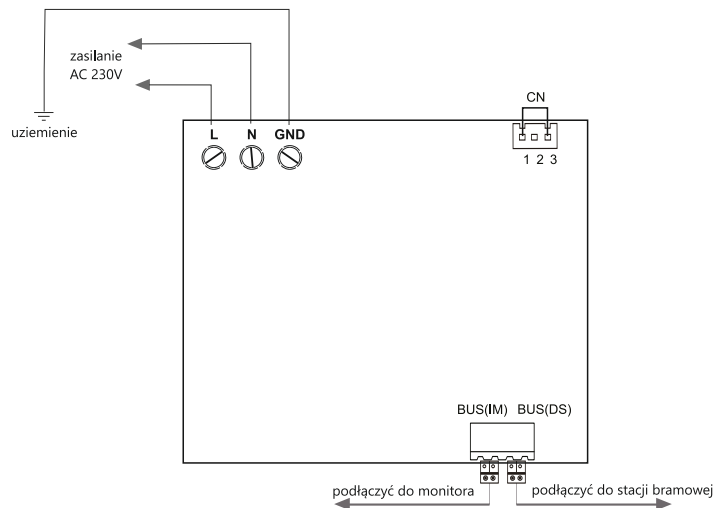 zasilanie
AC 230V
uziemienie
L N GND
CN
1 2 3
BUS(IM) BUS(DS)
podłączyć do monitora
podłączyć do stacji bramowej